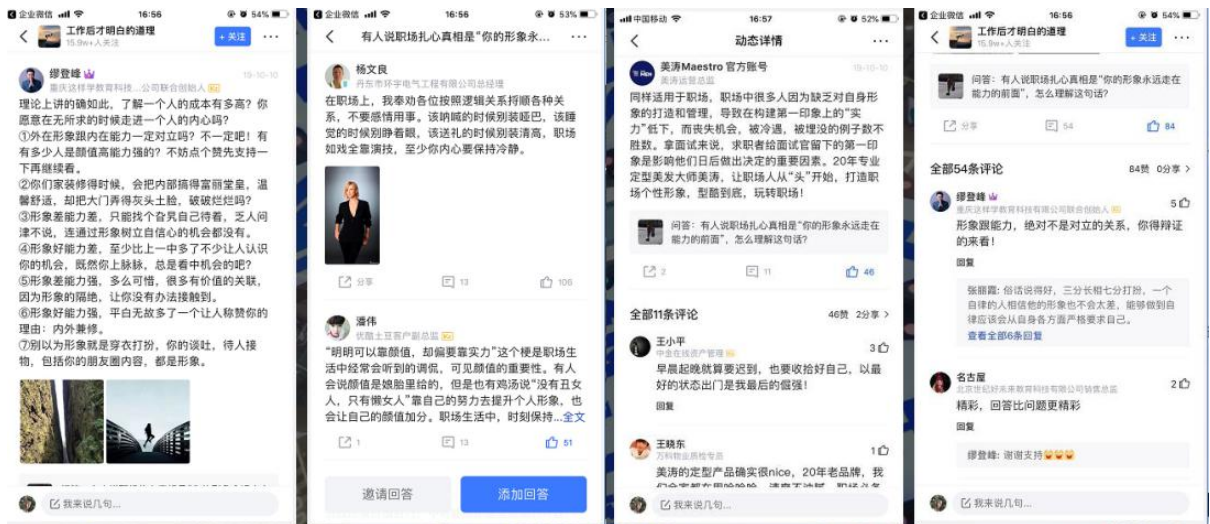 企业微信
16:56
54%
工作后才明白的道理
15.9w+人关注
+ 关注
缪登峰
19-10-10
重庆这样学教育科技...公司联合创始人
理论上讲的确如此，了解一个人的成本有多高？你
愿意在无所求的时候走进一个人的内心吗？
①外在形象跟内在能力一定对立吗？不一定吧！有
有多少人是颜值高能力强的？不妨点个赞先支持一
下再继续看。
②你们家装修得时候，会把内部搞得富丽堂皇，温
馨舒适，却把大门弄得灰头土脸，破破烂烂吗？
③形象差能力差，只能找个旮旯自己待着，乏人问
津不说，连通过形象树立自信心的机会都没有。
④形象好能力差，至少比上一中多了不少让人认识
你的机会，既然你上脉脉，总是看中机会的吧？
⑤形象差能力强，多么可惜，很多有价值的关联，
因为形象的隔绝，让你没有办法接触到。
⑥形象好能力强，平白无故多了一个让人称赞你的
理由：内外兼修。
⑦别以为形象就是穿衣打扮，你的谈吐，待人接
物，包括你的朋友圈内容，都是形象。
我来说几句...
企业微信
16:56
53%
有人说职场扎心真相是“你的形象永...
杨文良
丹东市环宇电气工程有限公司总经理
在职场上，我奉劝各位按照逻辑关系捋顺各种关
系，不要感情用事。该呐喊的时候别装哑巴，该睡
觉的时候别睁着眼，该送礼的时候别装清高，职场
如戏全靠演技，至少你内心要保持冷静。
分享
13
106
潘伟
优酷土豆客户副总监
“明明可以靠颜值，却偏要靠实力”这个梗是职场生
活中经常会听到的调侃，可见颜值的重要性。有人
会说颜值是娘胎里给的，但是也有鸡汤说“没有丑女
人，只有懒女人”靠自己的努力去提升个人形象，也
会让自己的颜值加分。职场生活中，时刻保持...全文
1
13
51
邀请回答
添加回答
中国移动
16:57
52%
动态详情
美涛Maestro 官方账号
19-10-11
美涛运营总监
同样适用于职场，职场中很多人因为缺乏对自身形
象的打造和管理，导致在构建第一印象上的“实
力”低下，而丧失机会，被冷遇，被埋没的例子数不
胜数。拿面试来说，求职者给面试官留下的第一印
象是影响他们日后做出决定的重要因素。20年专业
定型美发大师美涛，让职场人从“头”开始，打造职
场个性形象，型酷到底，玩转职场！
问答：有人说职场扎心真相是“你的形象永远走在
能力的前面”，怎么理解这句话？
2
11
46
全部11条评论
46赞 2分享 >
王小平
中金在线资产管理
3
早晨起晚就算要迟到，也要收拾好自己，以最
好的状态出门是我最后的倔强！
回复
王晓东
万科物业质检专员
1
美涛的定型产品确实很nice，20年老品牌，我
我来说几句...
企业微信
16:56
54%
工作后才明白的道理
15.9w+人关注
+ 关注
问答：有人说职场扎心真相是“你的形象永远走在
能力的前面”，怎么理解这句话？
分享
54
84
全部54条评论
84赞 0分享 >
缪登峰
重庆这样学教育科技有限公司联合创始人
5
形象跟能力，绝对不是对立的关系，你得辩证
的来看！
回复
张丽霞: 俗话说得好，三分长相七分打扮，一个
自律的人相信他的形象也不会太差，能够做到自
律应该会从自身各方面严格要求自己。
查看全部6条回复
名古屋
北京世纪好未来教育科技有限公司销售总监
2
精彩，回答比问题更精彩
回复
缪登峰: 谢谢支持
我来说几句...